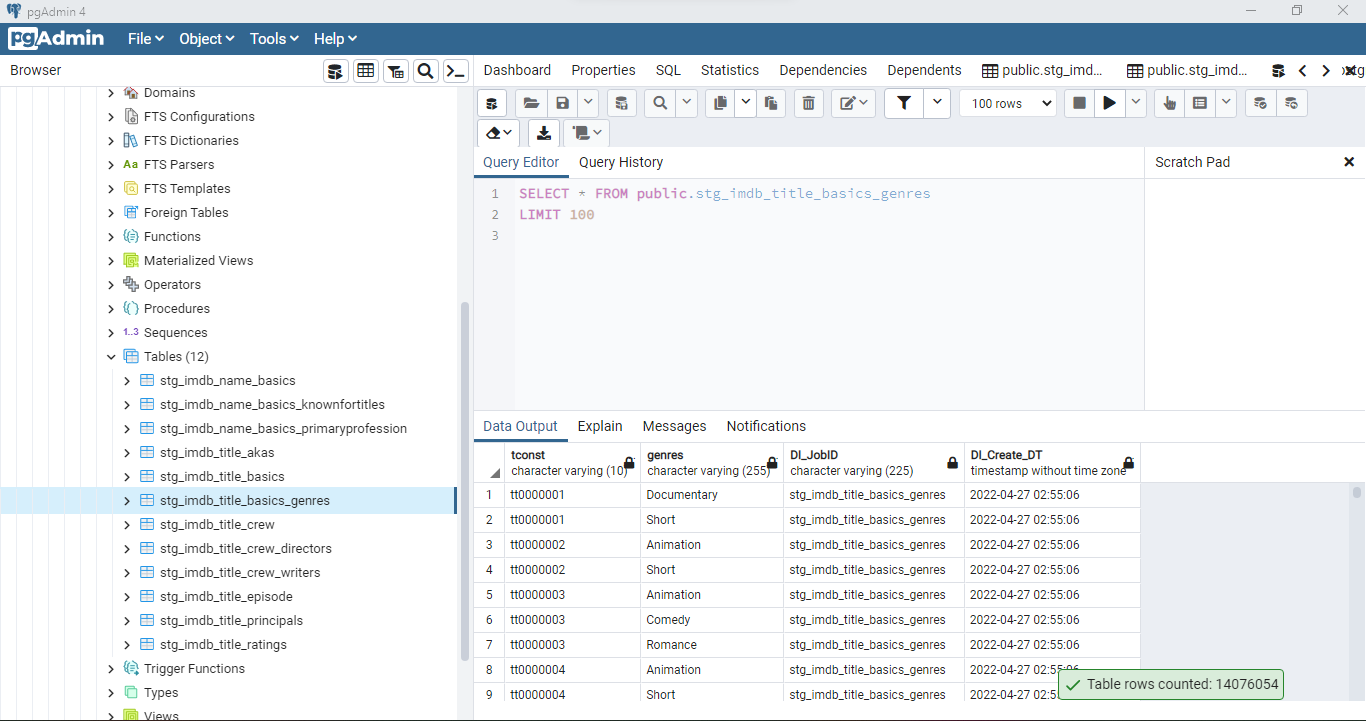 pgAdmin 4
pgAdmin File Object Tools Help
Browser
Dashboard Properties SQL Statistics Dependencies Dependents public.stg_imd... public.stg_imd...
100 rows
Domains
FTS Configurations
FTS Dictionaries
Aa FTS Parsers
FTS Templates
Foreign Tables
Functions
Materialized Views
Operators
Procedures
1..3 Sequences
Tables (12)
stg_imdb_name_basics
stg_imdb_name_basics_knownfortitles
stg_imdb_name_basics_primaryprofession
stg_imdb_title_akas
stg_imdb_title_basics
stg_imdb_title_basics_genres
stg_imdb_title_crew
stg_imdb_title_crew_directors
stg_imdb_title_crew_writers
stg_imdb_title_episode
stg_imdb_title_principals
stg_imdb_title_ratings
Trigger Functions
Types
Views
Query Editor Query History
Scratch Pad
1 SELECT * FROM public.stg_imdb_title_basics_genres
2 LIMIT 100
3
Data Output Explain Messages Notifications
tconst genres DI_JobID DI_Create_DT
character varying (10) character varying (255) character varying (225) timestamp without time zone
1 tt0000001 Documentary stg_imdb_title_basics_genres 2022-04-27 02:55:06
2 tt0000001 Short stg_imdb_title_basics_genres 2022-04-27 02:55:06
3 tt0000002 Animation stg_imdb_title_basics_genres 2022-04-27 02:55:06
4 tt0000002 Short stg_imdb_title_basics_genres 2022-04-27 02:55:06
5 tt0000003 Animation stg_imdb_title_basics_genres 2022-04-27 02:55:06
6 tt0000003 Comedy stg_imdb_title_basics_genres 2022-04-27 02:55:06
7 tt0000003 Romance stg_imdb_title_basics_genres 2022-04-27 02:55:06
8 tt0000004 Animation stg_imdb_title_basics_genres 2022-04-27 02:55:06
9 tt0000004 Short stg_imdb_title_basics_genres 2022-04-27 02:5
Table rows counted: 14076054